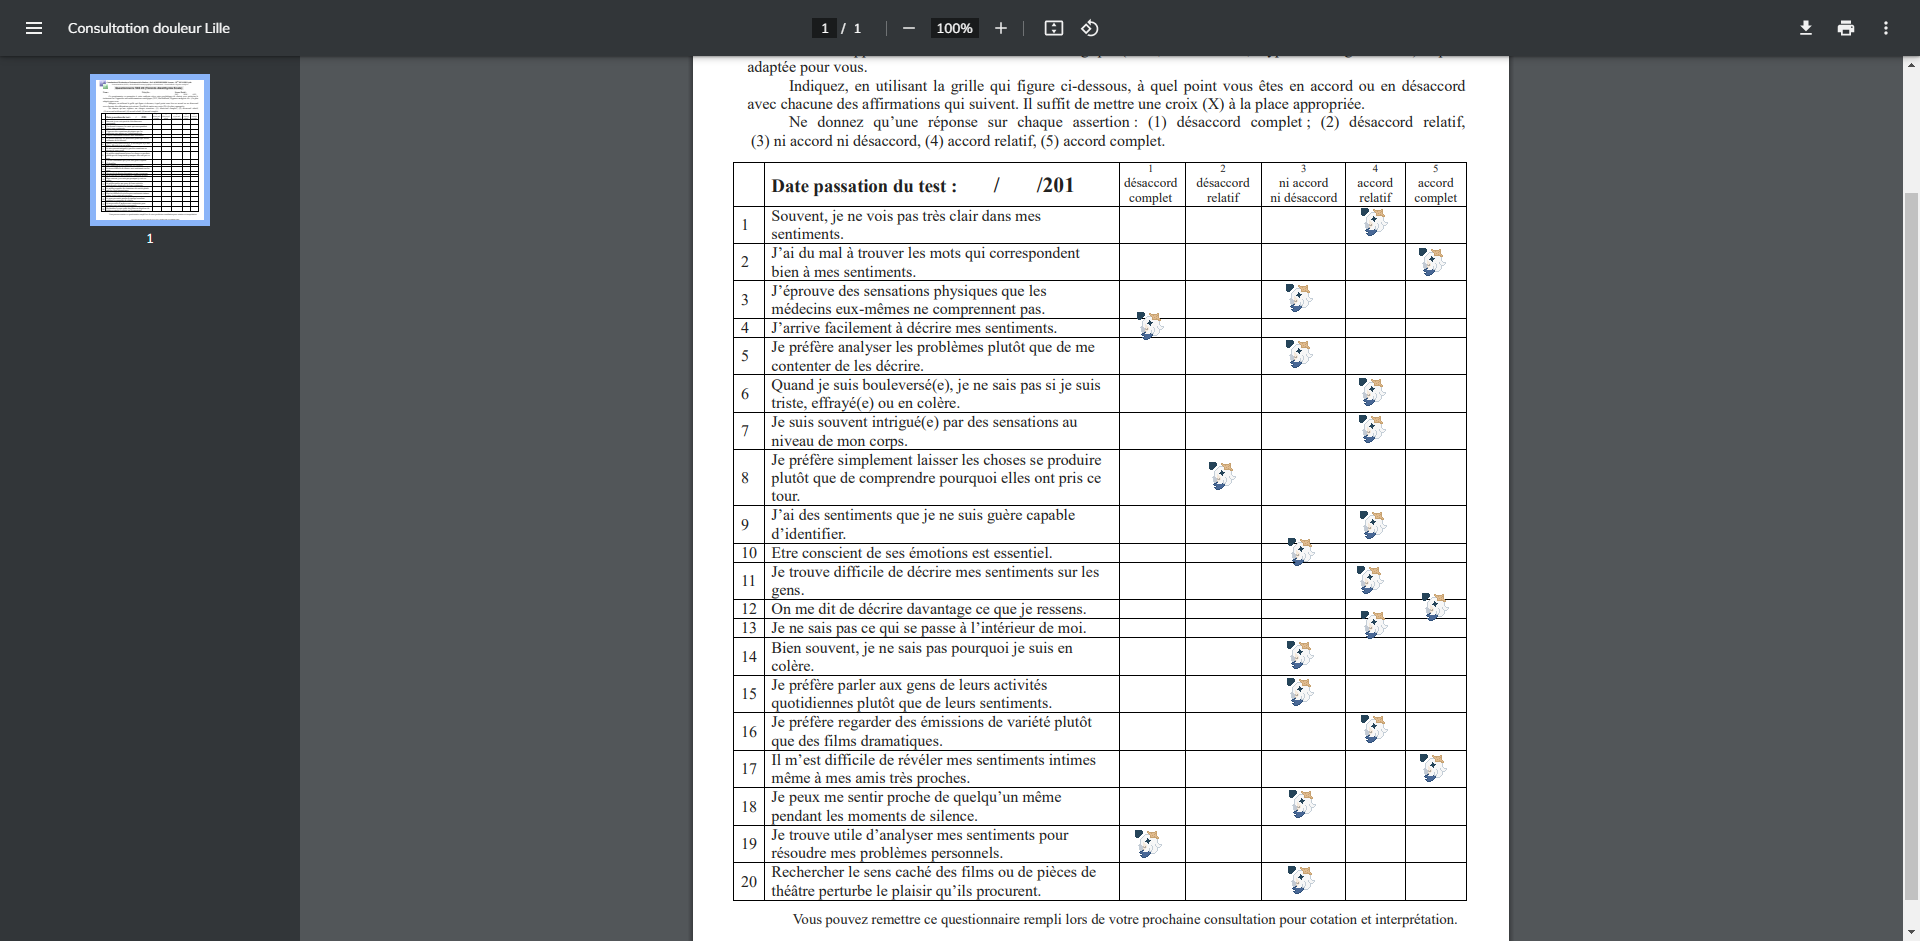 Consultation douleur Lille
1 / 1
100%
1
adaptée pour vous.
Indiquez, en utilisant la grille qui figure ci-dessous, à quel point vous êtes en accord ou en désaccord
avec chacune des affirmations qui suivent. Il suffit de mettre une croix (X) à la place appropriée.
Ne donnez qu’une réponse sur chaque assertion : (1) désaccord complet ; (2) désaccord relatif,
(3) ni accord ni désaccord, (4) accord relatif, (5) accord complet.
Date passation du test : / /201
1 désaccord complet
2 désaccord relatif
3 ni accord ni désaccord
4 accord relatif
5 accord complet
1 Souvent, je ne vois pas très clair dans mes
sentiments.
2 J’ai du mal à trouver les mots qui correspondent
bien à mes sentiments.
3 J’éprouve des sensations physiques que les
médecins eux-mêmes ne comprennent pas.
4 J’arrive facilement à décrire mes sentiments.
5 Je préfère analyser les problèmes plutôt que de me
contenter de les décrire.
6 Quand je suis bouleversé(e), je ne sais pas si je suis
triste, effrayé(e) ou en colère.
7 Je suis souvent intrigué(e) par des sensations au
niveau de mon corps.
8 Je préfère simplement laisser les choses se produire
plutôt que de comprendre pourquoi elles ont pris ce
tour.
9 J’ai des sentiments que je ne suis guère capable
d’identifier.
10 Etre conscient de ses émotions est essentiel.
11 Je trouve difficile de décrire mes sentiments sur les
gens.
12 On me dit de décrire davantage ce que je ressens.
13 Je ne sais pas ce qui se passe à l’intérieur de moi.
14 Bien souvent, je ne sais pas pourquoi je suis en
colère.
15 Je préfère parler aux gens de leurs activités
quotidiennes plutôt que de leurs sentiments.
16 Je préfère regarder des émissions de variété plutôt
que des films dramatiques.
17 Il m’est difficile de révéler mes sentiments intimes
même à mes amis très proches.
18 Je peux me sentir proche de quelqu’un même
pendant les moments de silence.
19 Je trouve utile d’analyser mes sentiments pour
résoudre mes problèmes personnels.
20 Rechercher le sens caché des films ou de pièces de
théâtre perturbe le plaisir qu’ils procurent.
Vous pouvez remettre ce questionnaire rempli lors de votre prochaine consultation pour cotation et interprétation.